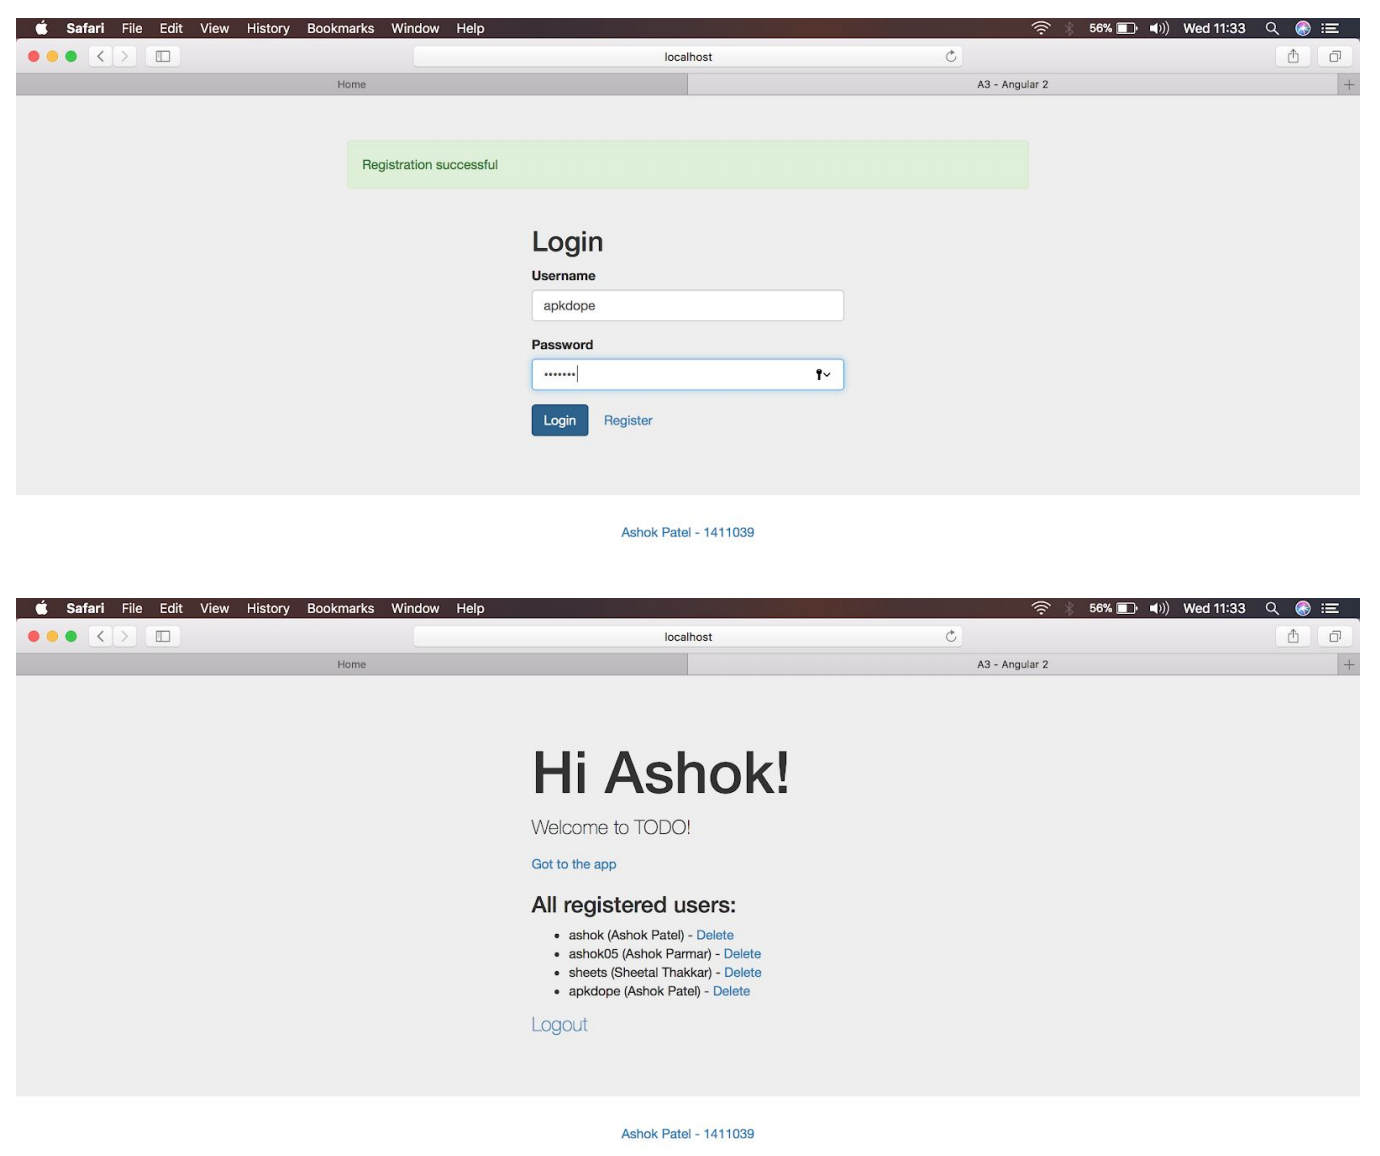 Safari File Edit View History Bookmarks Window Help 56% Wed 11:33
localhost
Home A3 - Angular 2
Registration successful
Login
Username
apkdope
Password
•••••••
Login Register
Ashok Patel - 1411039
Safari File Edit View History Bookmarks Window Help 56% Wed 11:33
localhost
Home A3 - Angular 2
Hi Ashok!
Welcome to TODO!
Got to the app
All registered users:
• ashok (Ashok Patel) - Delete
• ashok05 (Ashok Parmar) - Delete
• sheets (Sheetal Thakkar) - Delete
• apkdope (Ashok Patel) - Delete
Logout
Ashok Patel - 1411039